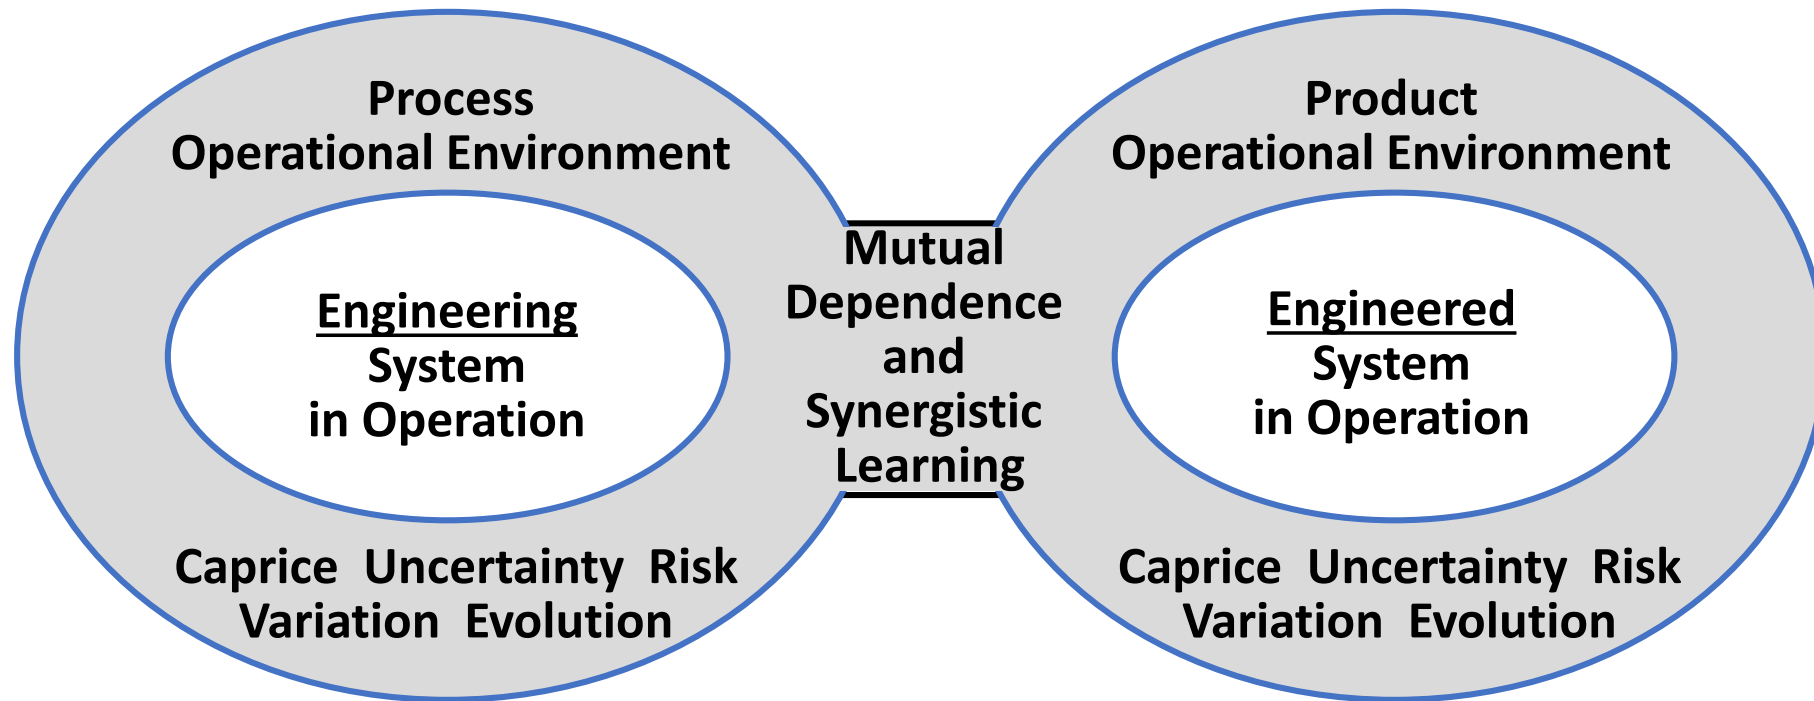 Process
Operational Environment
Engineering
System
in Operation
Caprice Uncertainty Risk
Variation Evolution
Mutual
Dependence
and
Synergistic
Learning
Product
Operational Environment
Engineered
System
in Operation
Caprice Uncertainty Risk
Variation Evolution